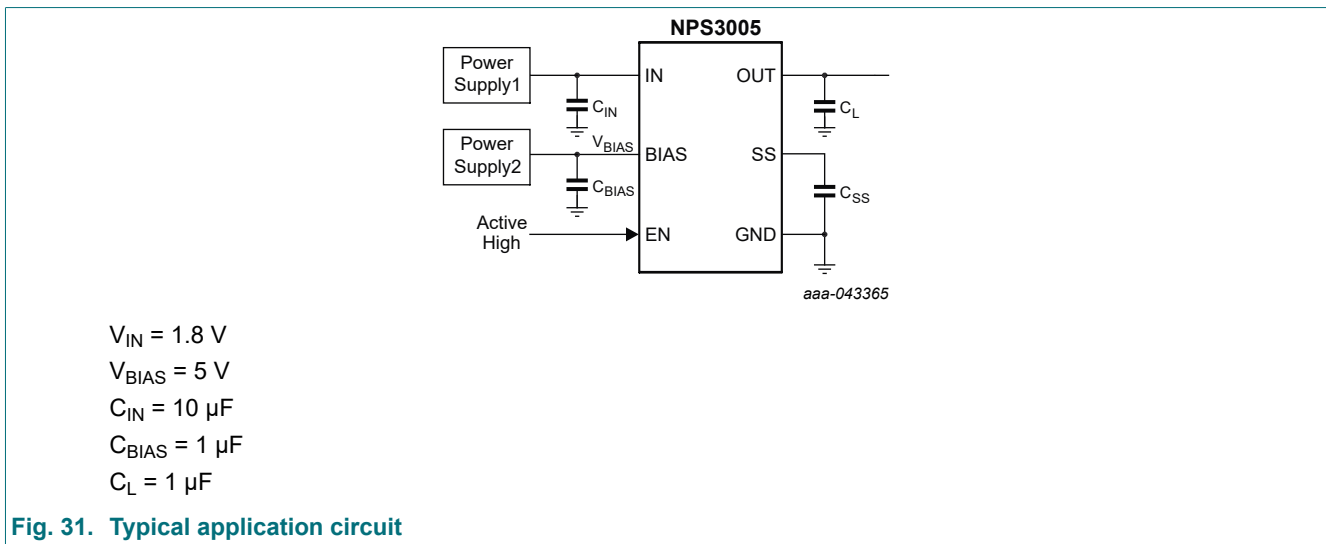 NPS3005
Power
Supply1
IN
OUT
C_IN
C_L
Power
Supply2
V_BIAS
BIAS
SS
C_BIAS
C_SS
Active
High
EN
GND
aaa-043365
V_IN = 1.8 V
V_BIAS = 5 V
C_IN = 10 µF
C_BIAS = 1 µF
C_L = 1 µF
Fig. 31. Typical application circuit